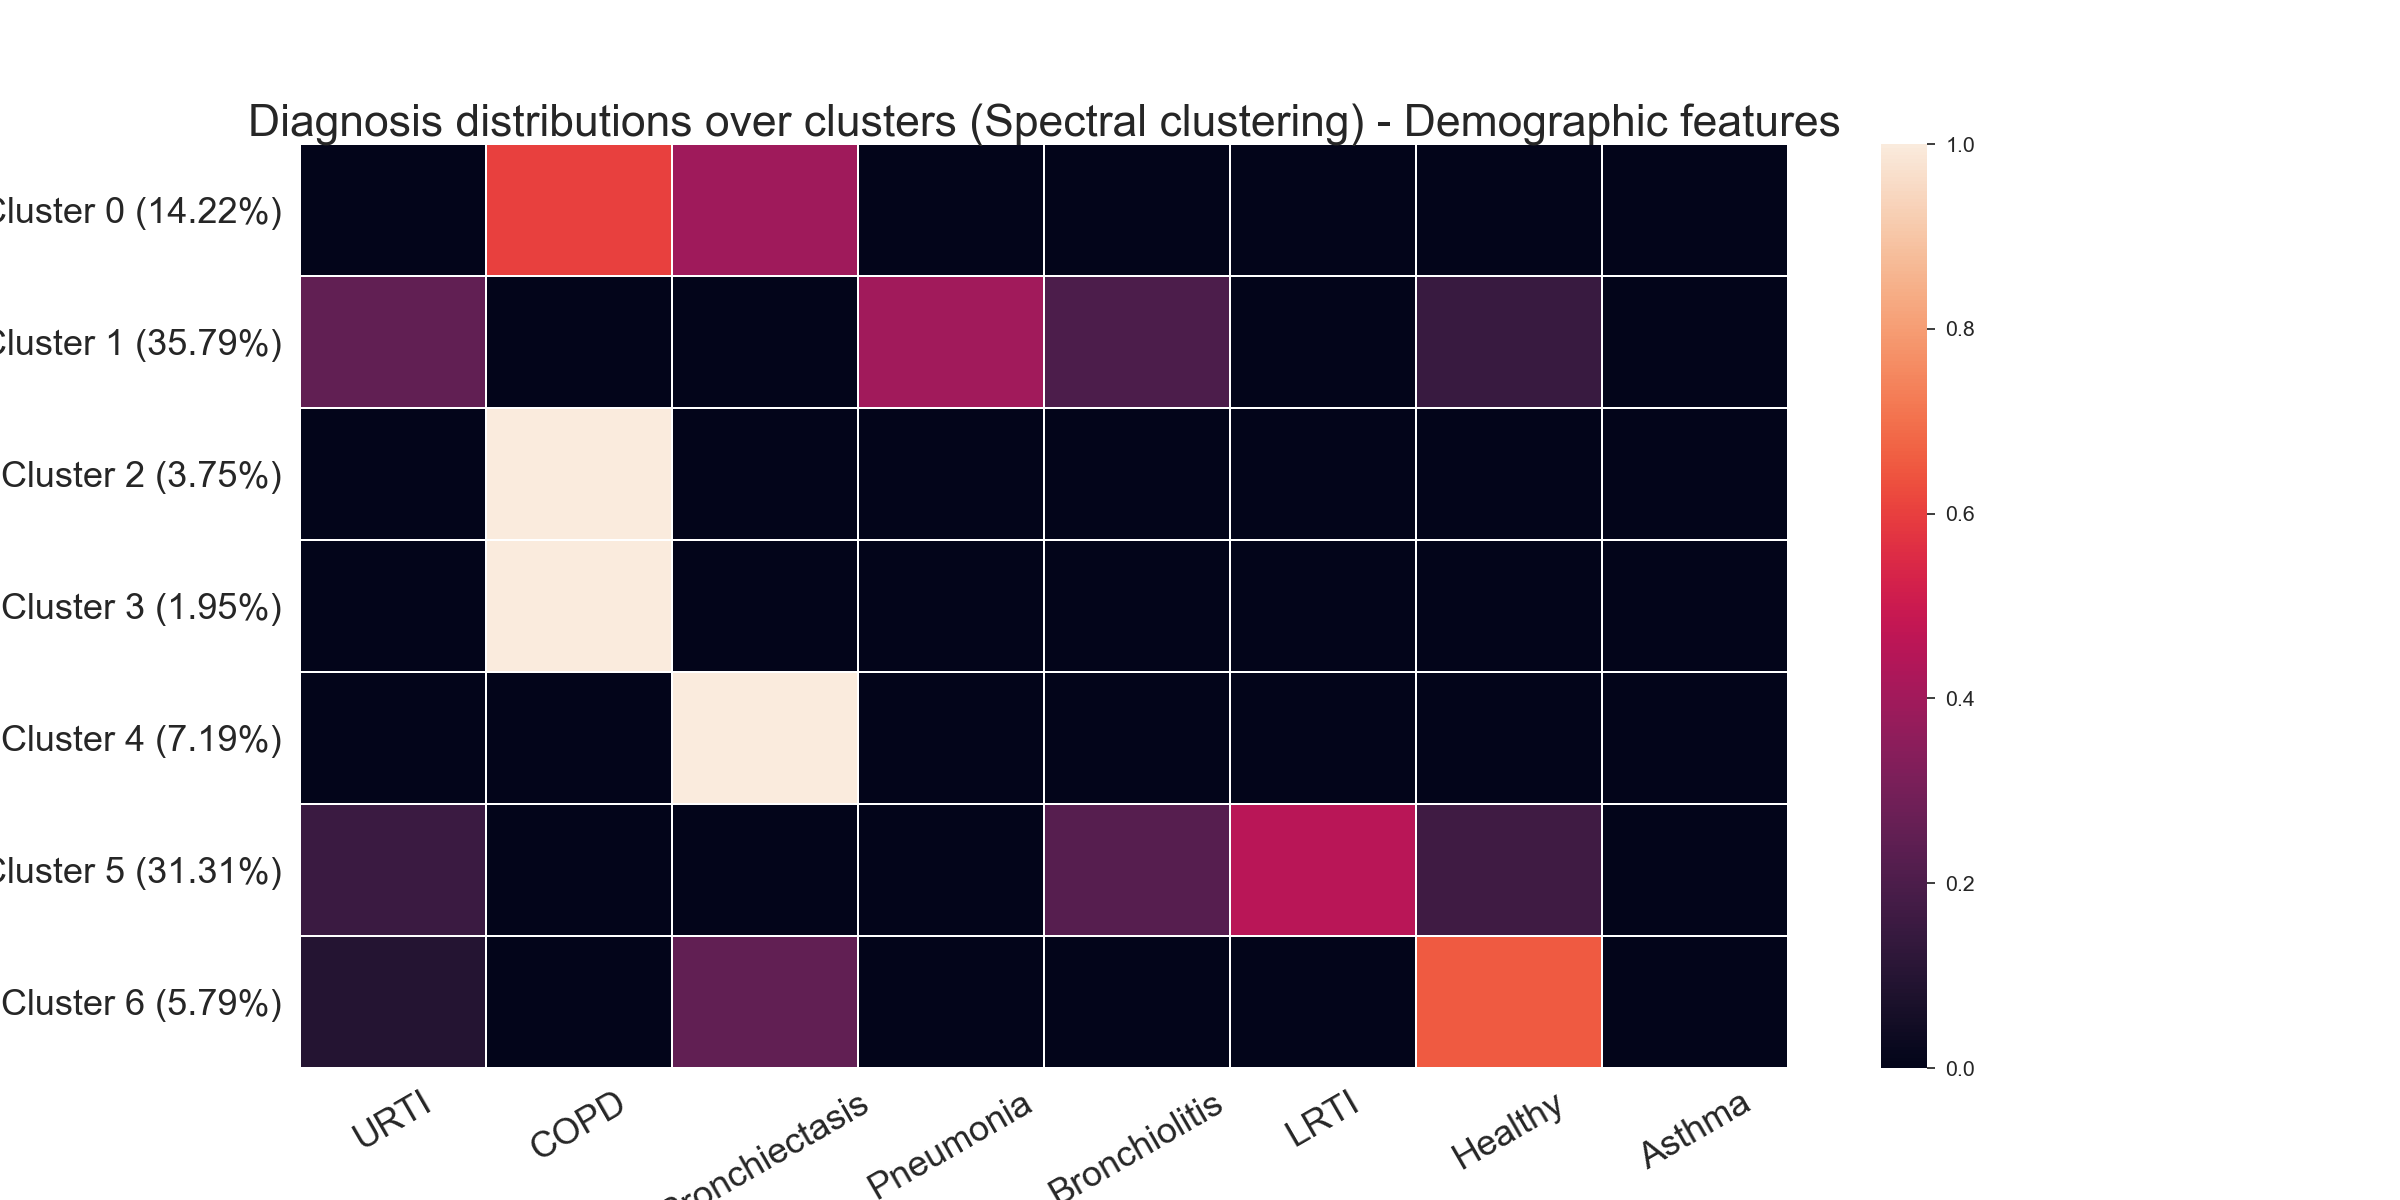 Diagnosis distributions over clusters (Spectral clustering) - Demographic features
Cluster 0 (14.22%)
Cluster 1 (35.79%)
Cluster 2 (3.75%)
Cluster 3 (1.95%)
Cluster 4 (7.19%)
Cluster 5 (31.31%)
Cluster 6 (5.79%)
URTI
COPD
Bronchiectasis
Pneumonia
Bronchiolitis
LRTI
Healthy
Asthma
1.0
0.8
0.6
0.4
0.2
0.0